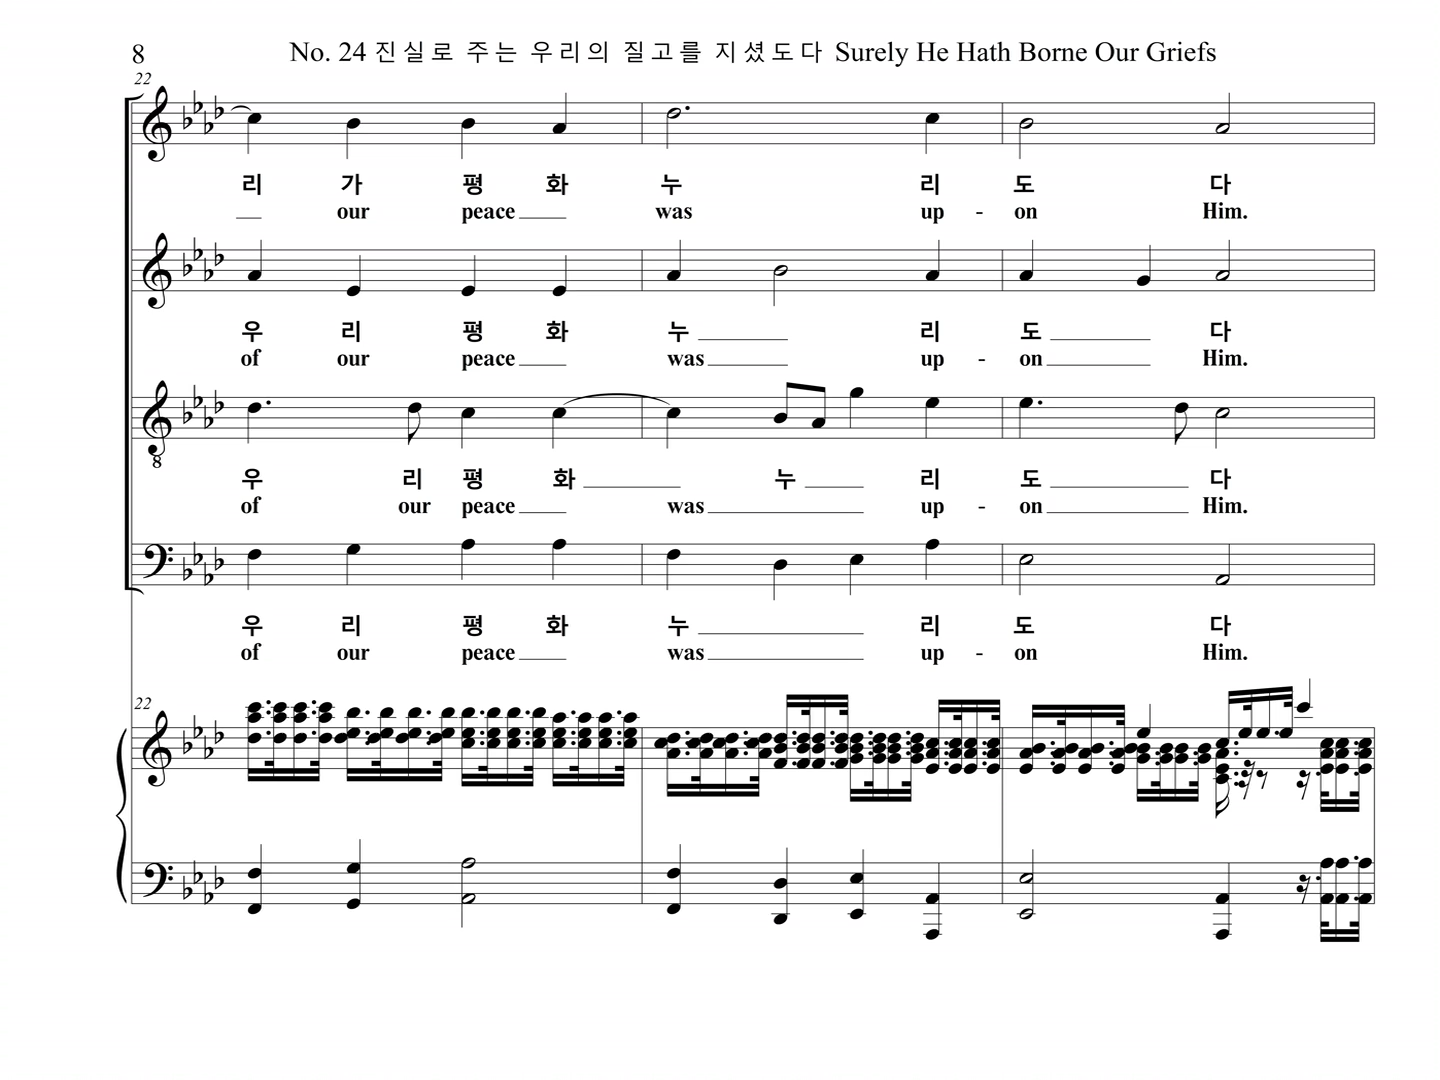 8 No. 24 진실로 주는 우리의 질고를 지셨도다 Surely He Hath Borne Our Griefs
22
리 가 평 화 누 리 도 다
our peace was up - on Him.
우 리 평 화 누 리 도 다
of our peace was up - on Him.
8
우 리 평 화 누 리 도 다
of our peace was up - on Him.
우 리 평 화 누 리 도 다
of our peace was up - on Him.
22